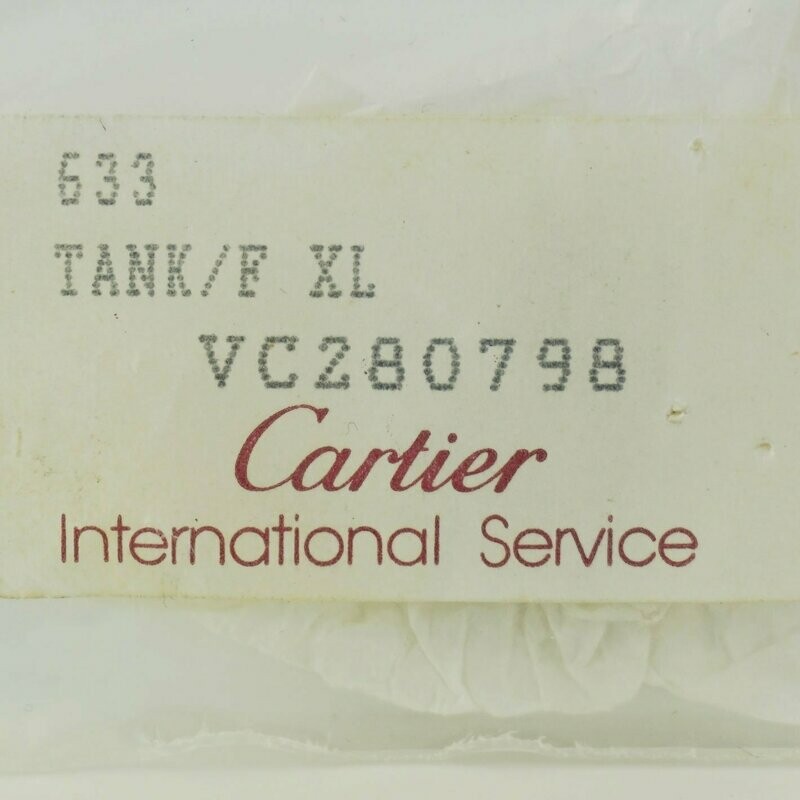 633
TANK/F XL
VC280798
Cartier
International Service